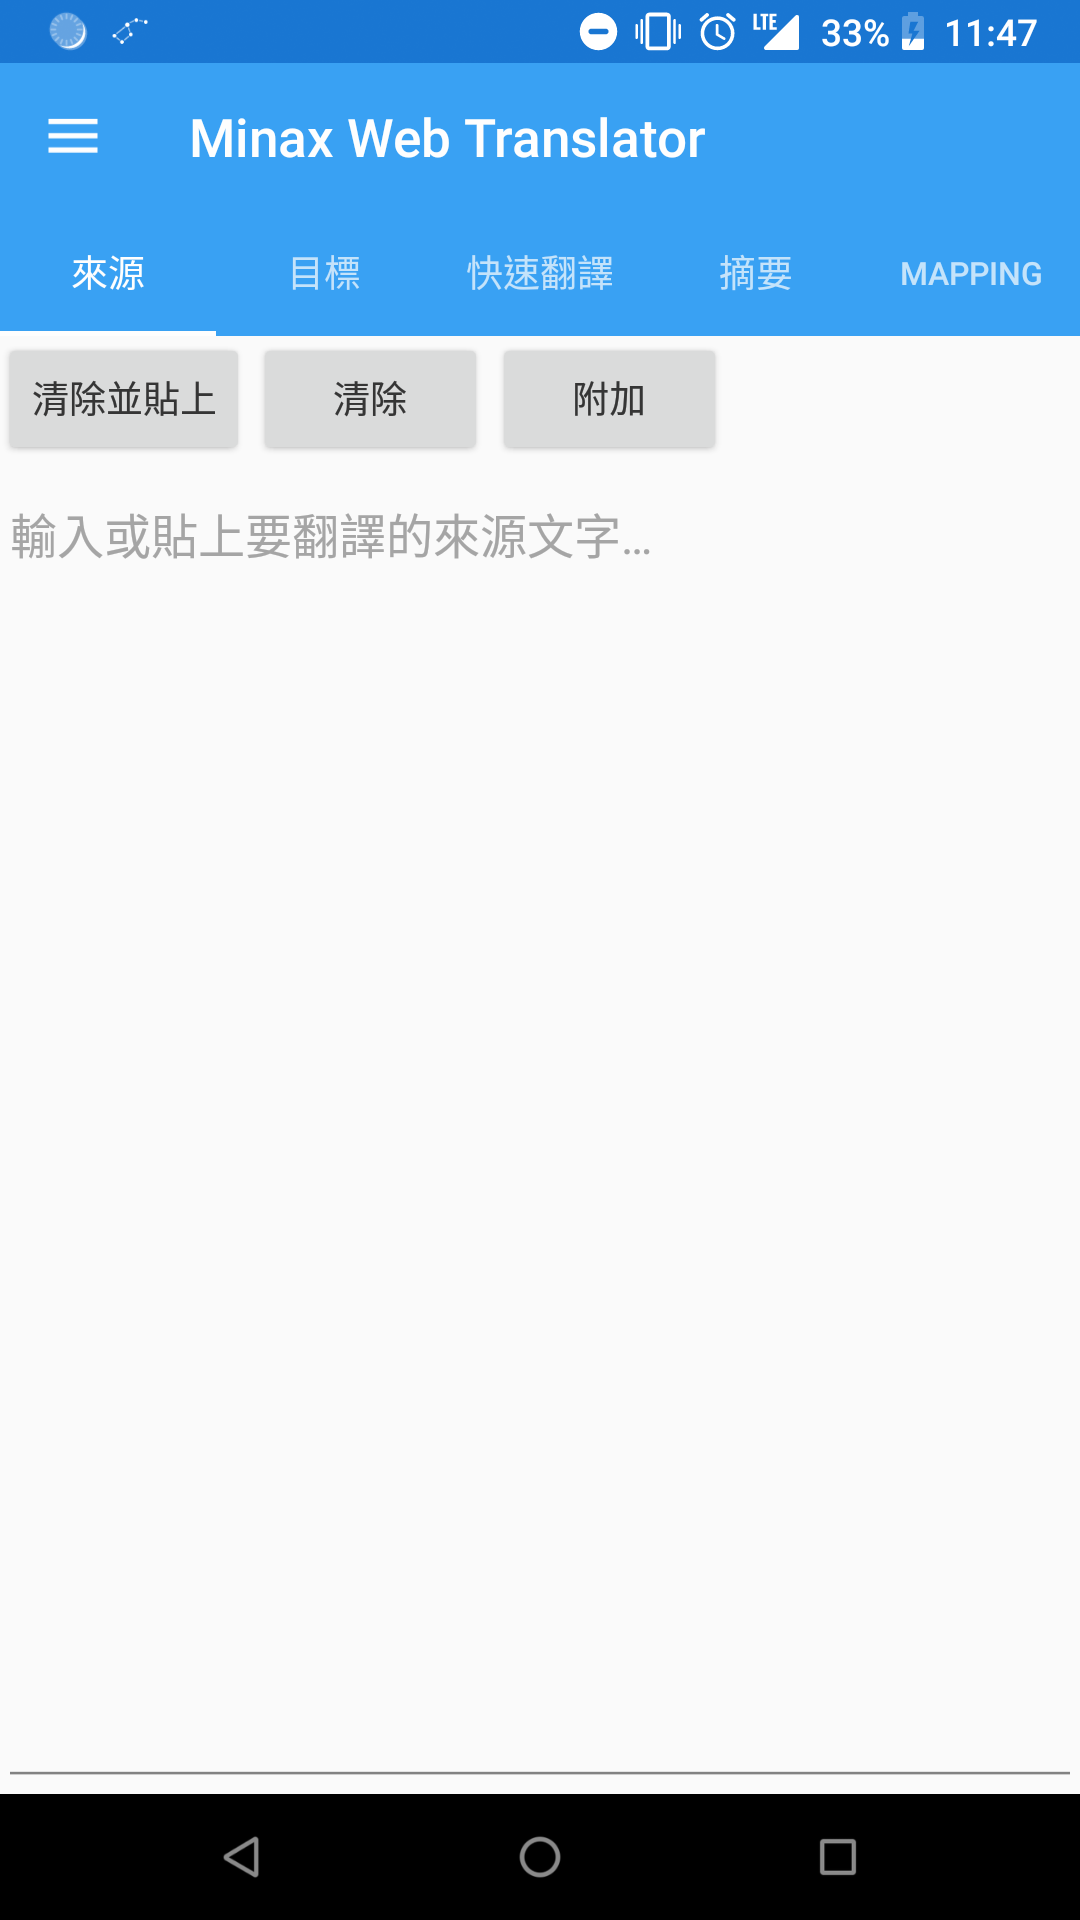 LTE 33% 11:47
Minax Web Translator
來源 目標 快速翻譯 摘要 MAPPING
清除並貼上 清除 附加
輸入或貼上要翻譯的來源文字...